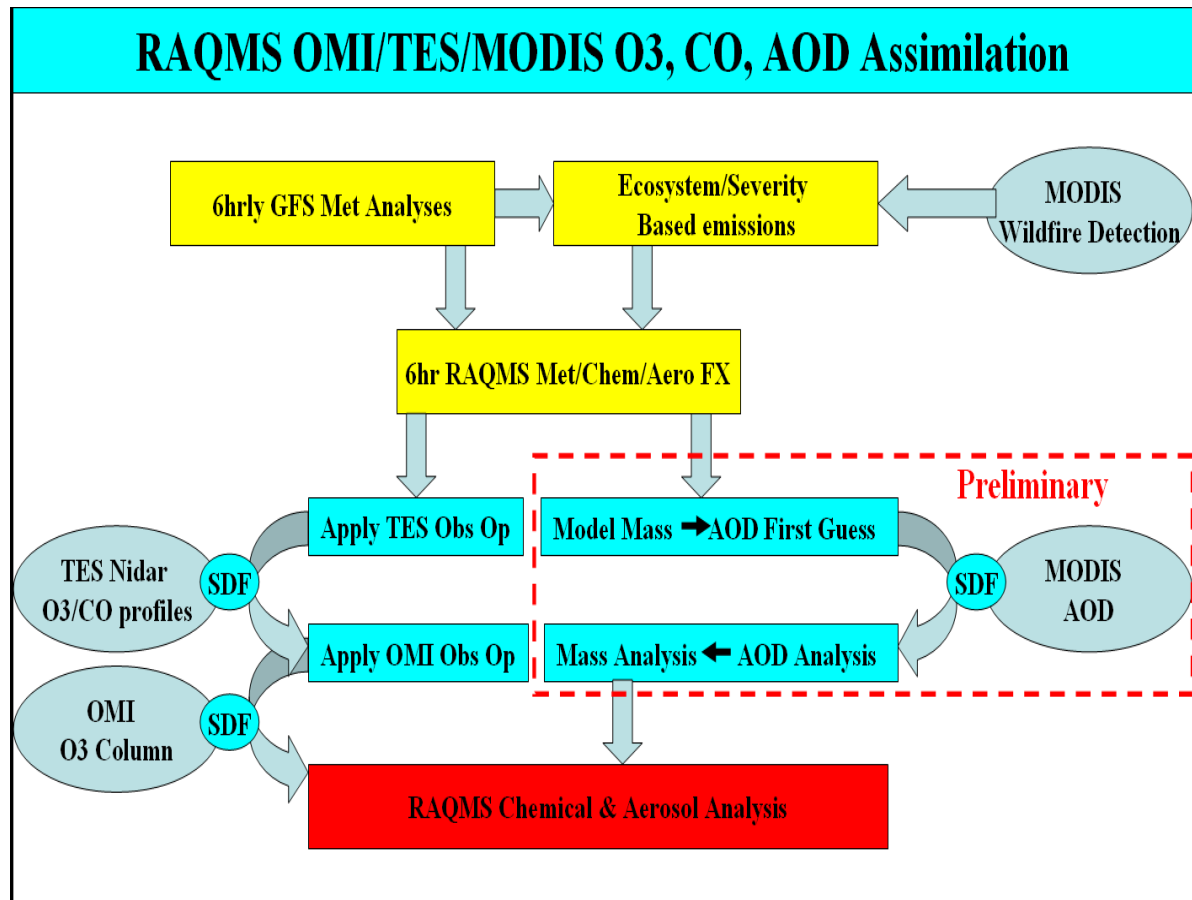 RAQMS OMI/TES/MODIS O3, CO, AOD Assimilation
6hrly GFS Met Analyses
Ecosystem/Severity
Based emissions
MODIS
Wildfire Detection
6hr RAQMS Met/Chem/Aero FX
Preliminary
Apply TES Obs Op
Model Mass → AOD First Guess
TES Nidar
O3/CO profiles
SDF
SDF
MODIS
AOD
Apply OMI Obs Op
Mass Analysis ← AOD Analysis
OMI
O3 Column
SDF
RAQMS Chemical & Aerosol Analysis